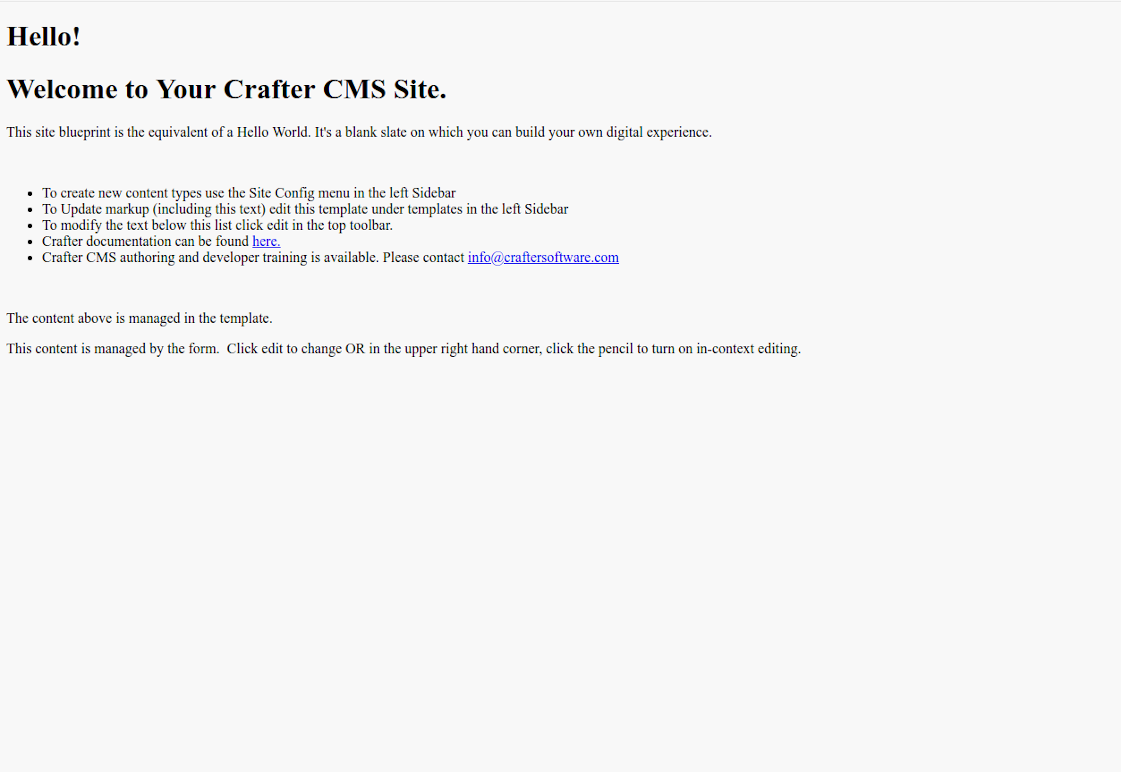 Hello!
Welcome to Your Crafter CMS Site.
This site blueprint is the equivalent of a Hello World. It's a blank slate on which you can build your own digital experience.
• To create new content types use the Site Config menu in the left Sidebar
• To Update markup (including this text) edit this template under templates in the left Sidebar
• To modify the text below this list click edit in the top toolbar.
• Crafter documentation can be found here.
• Crafter CMS authoring and developer training is available. Please contact info@craftersoftware.com
The content above is managed in the template.
This content is managed by the form.  Click edit to change OR in the upper right hand corner, click the pencil to turn on in-context editing.